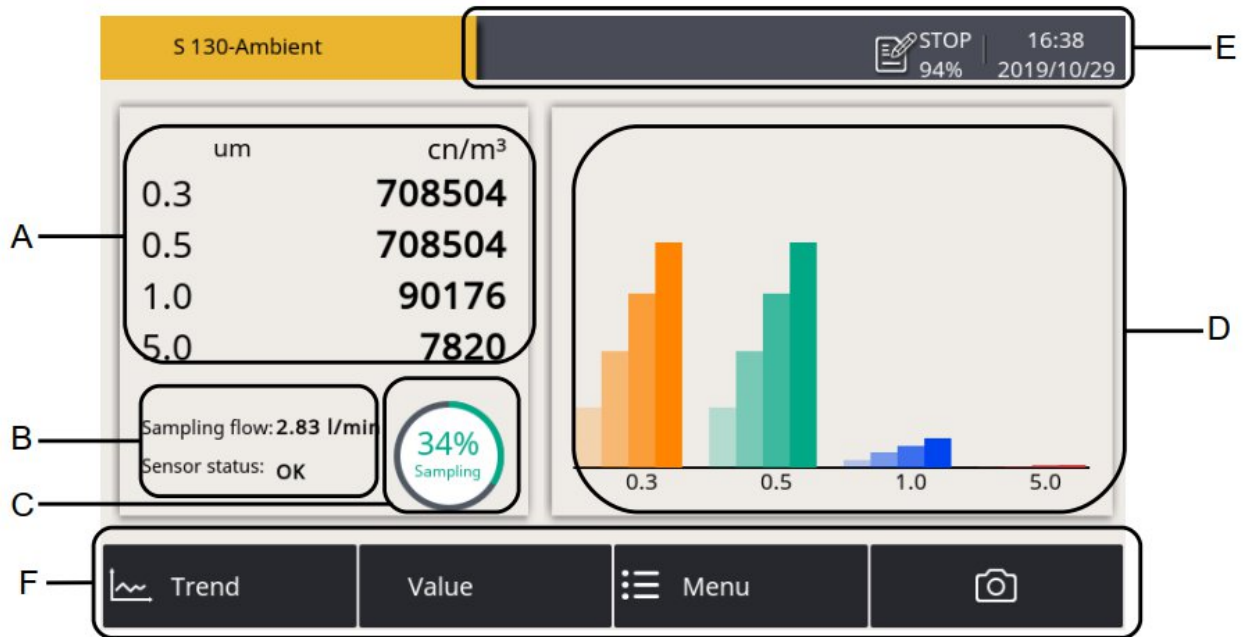 S 130-Ambient
STOP 16:38
94% 2019/10/29
E
um cn/m³
0.3 708504
0.5 708504
1.0 90176
5.0 7820
A
Sampling flow: 2.83 l/min
Sensor status: OK
B
34%
Sampling
C
0.3 0.5 1.0 5.0
D
F
Trend Value Menu